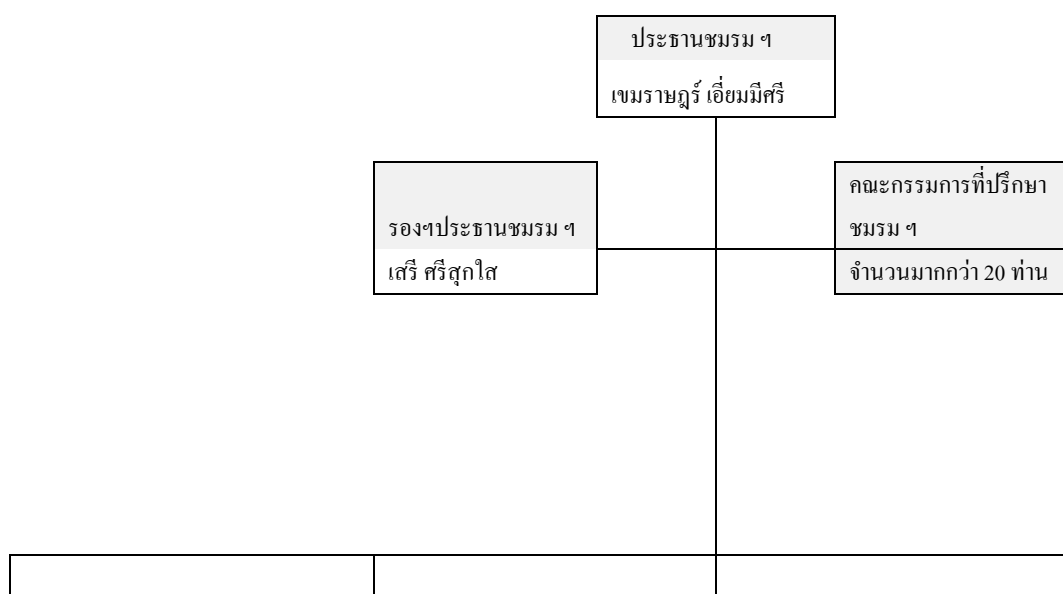 ประธานชมรม ฯ
เขมราษฎร์ เอี่ยมมีศรี
คณะกรรมการที่ปรึกษา
รองฯประธานชมรม ฯ
ชมรม ฯ
เสรี ศรีสุกใส
จำนวนมากกว่า 20 ท่าน